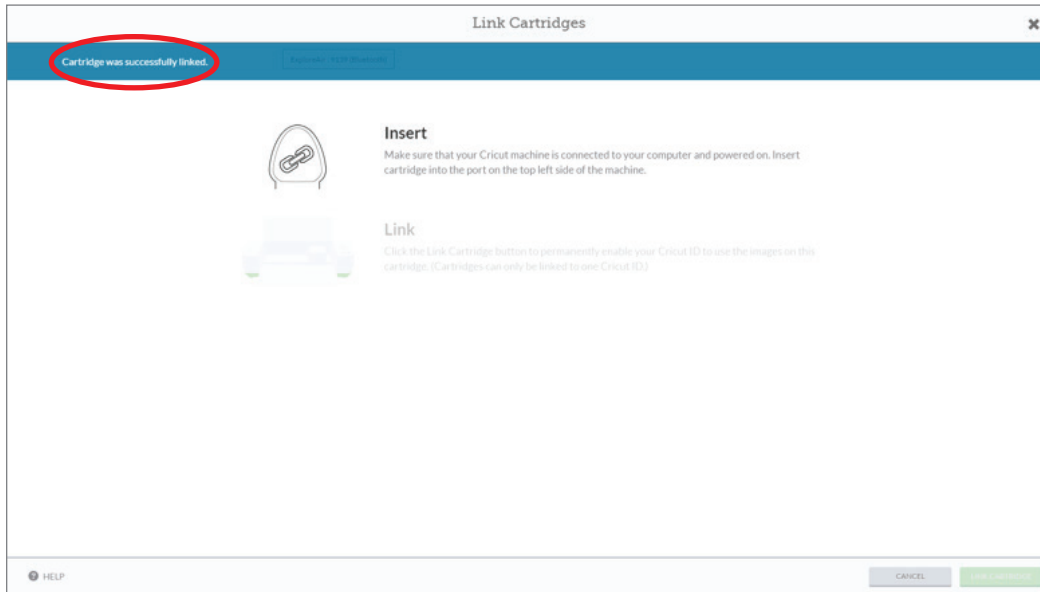 Link Cartridges
Cartridge was successfully linked.
Insert
Make sure that your Cricut machine is connected to your computer and powered on. Insert
cartridge into the port on the top left side of the machine.
Link
Click the Link Cartridge button to permanently enable your Cricut ID to use the images on this
cartridge. (Cartridges can only be linked to one Cricut ID.)
HELP
CANCEL
LINK CARTRIDGE